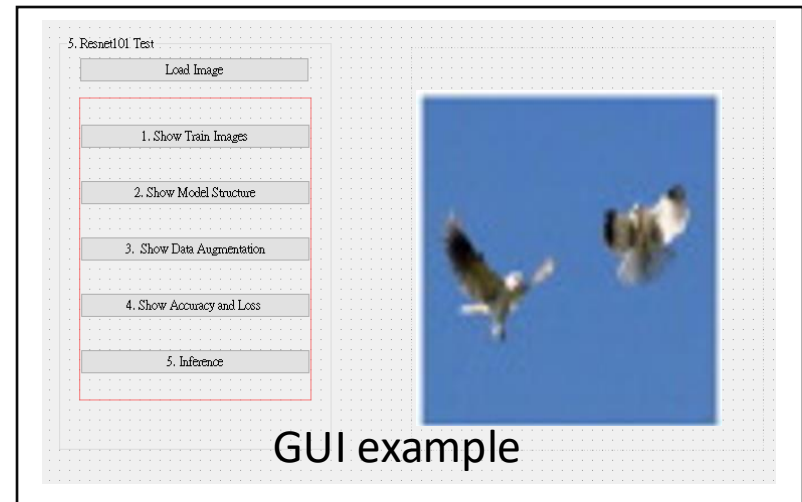 5. Resnet101 Test
Load Image
1. Show Train Images
2. Show Model Structure
3. Show Data Augmentation
4. Show Accuracy and Loss
5. Inference
GUI example